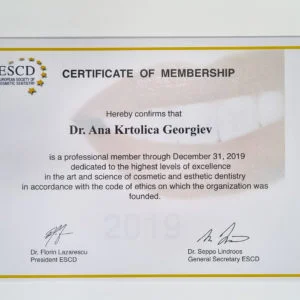 ESCD
EUROPEAN SOCIETY OF
COSMETIC DENTISTRY
CERTIFICATE OF MEMBERSHIP
Hereby confirms that
Dr. Ana Krtolica Georgiev
is a professional member through December 31, 2019
dedicated to the highest levels of excellence
in the art and science of cosmetic and esthetic dentistry
in accordance with the code of ethics on which the organization was
founded.
2019
Dr. Florin Lazarescu
President ESCD
Dr. Seppo Lindroos
General Secretary ESCD